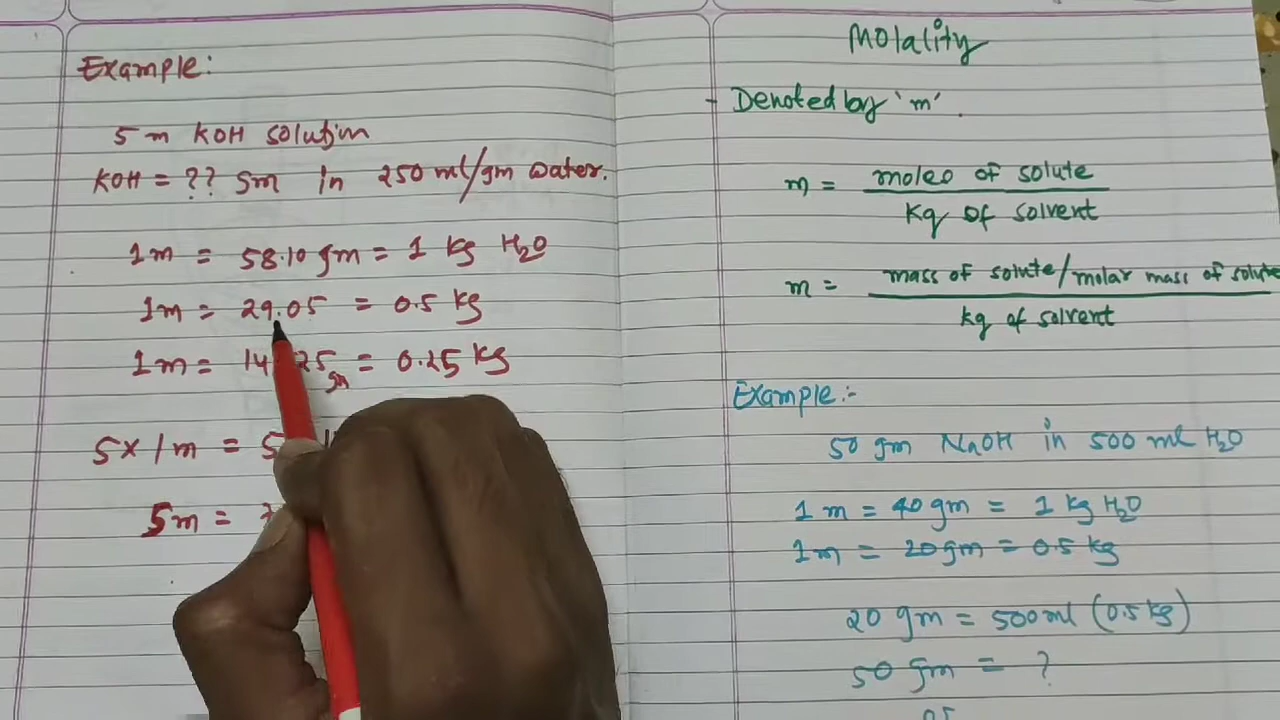 Example:
5 m KOH solution
KOH = ?? 5m in 250 ml/gm water.
1m = 58.10 gm = 1 kg H₂O
1m = 29.05 = 0.5 kg
1m = 14 25 gm = 0.25 kg
5x 1m = 5
5m =
Molality
- Denoted by 'm'.
m = moles of solute
kg of solvent
m = mass of solute/molar mass of solute
kg of solvent
Example:-
50 gm NaOH in 500 ml H₂O
1 m = 40 gm = 1 kg H₂O
1m = 20 gm = 0.5 kg
20 gm = 500 ml (0.5 kg)
50 gm = ?